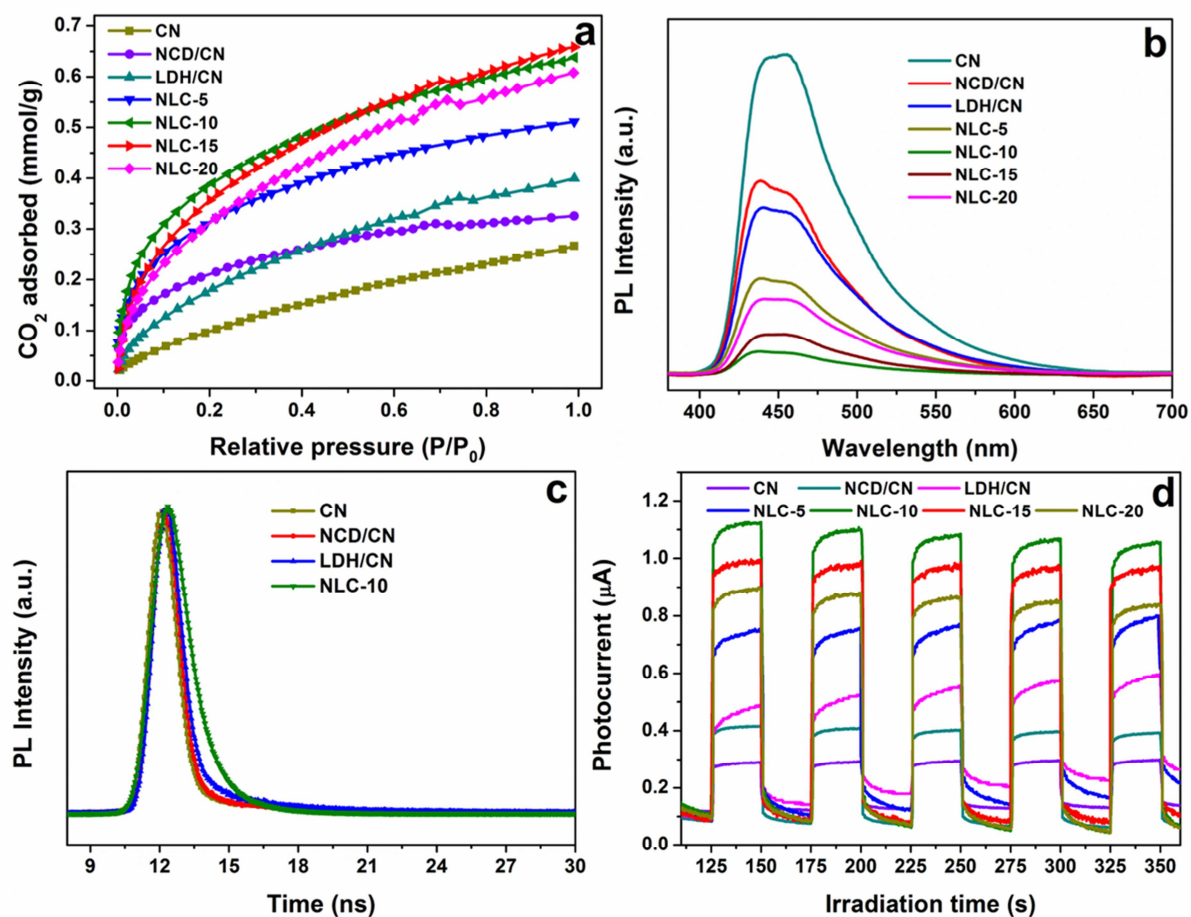 a
CN
NCD/CN
LDH/CN
NLC-5
NLC-10
NLC-15
NLC-20
0.7
0.6
0.5
0.4
0.3
0.2
0.1
0.0
CO₂ adsorbed (mmol/g)
0.0 0.2 0.4 0.6 0.8 1.0
Relative pressure (P/P₀)
b
CN
NCD/CN
LDH/CN
NLC-5
NLC-10
NLC-15
NLC-20
PL Intensity (a.u.)
400 450 500 550 600 650 700
Wavelength (nm)
c
CN
NCD/CN
LDH/CN
NLC-10
PL Intensity (a.u.)
9 12 15 18 21 24 27 30
Time (ns)
d
CN NCD/CN LDH/CN
NLC-5 NLC-10 NLC-15 NLC-20
1.2
1.0
0.8
0.6
0.4
0.2
0.0
Photocurrent (μA)
125 150 175 200 225 250 275 300 325 350
Irradiation time (s)